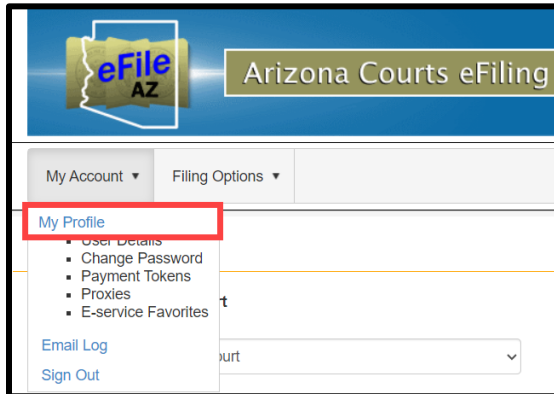 eFile
AZ
Arizona Courts eFiling
My Account ▼ Filing Options ▼
My Profile
▪ User Details
▪ Change Password
▪ Payment Tokens
▪ Proxies
▪ E-service Favorites
Email Log
Sign Out